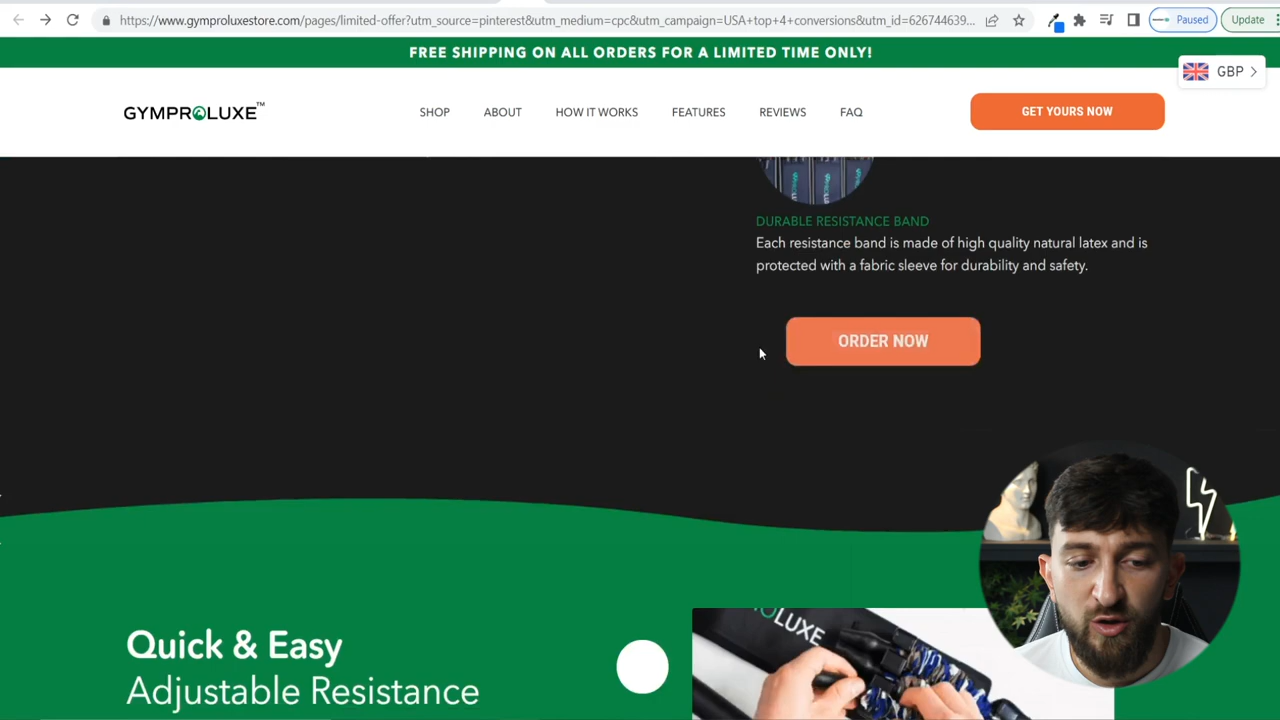 https://www.gymproluxestore.com/pages/limited-offer?utm_source=pinterest&utm_medium=cpc&utm_campaign=USA+top+4+conversions&utm_id=626744639...
Paused
Update
FREE SHIPPING ON ALL ORDERS FOR A LIMITED TIME ONLY!
GBP
GYMPROLUXE™
SHOP
ABOUT
HOW IT WORKS
FEATURES
REVIEWS
FAQ
GET YOURS NOW
DURABLE RESISTANCE BAND
Each resistance band is made of high quality natural latex and is
protected with a fabric sleeve for durability and safety.
ORDER NOW
Quick & Easy
Adjustable Resistance
OLUXE